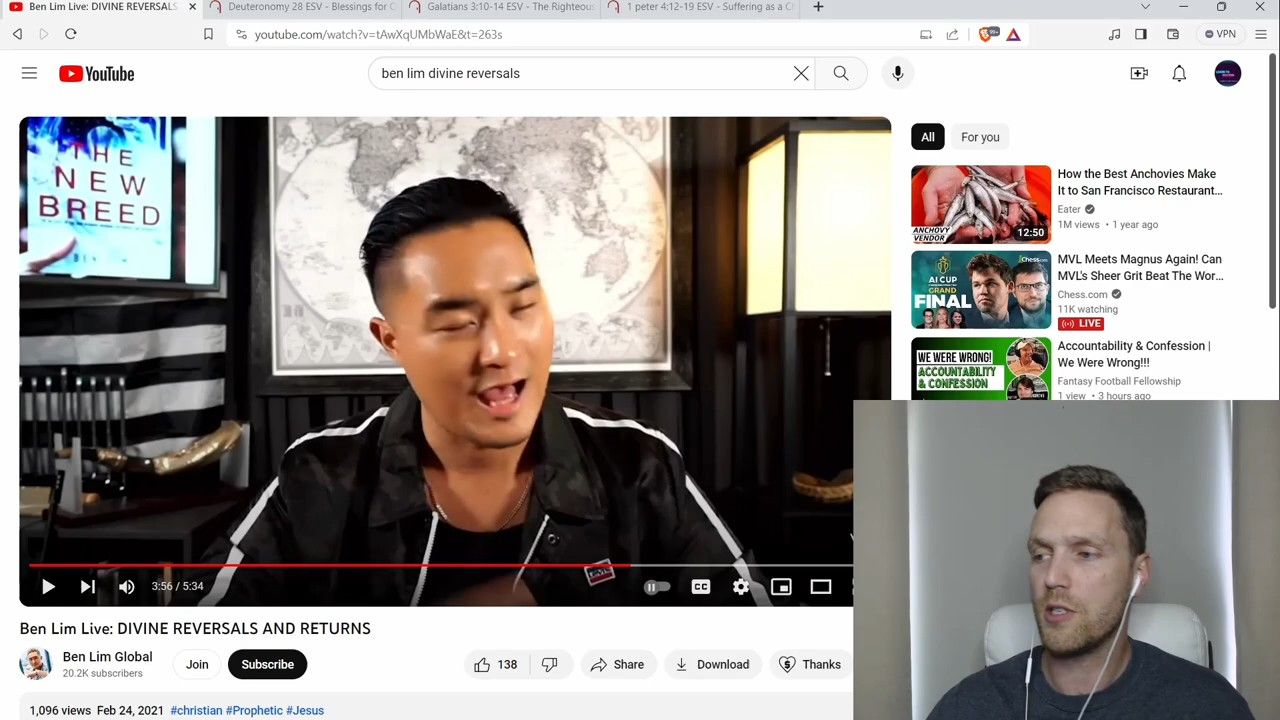 Ben Lim Live: DIVINE REVERSALS
Deuteronomy 28 ESV - Blessings for O
Galatians 3:10-14 ESV - The Righteou
1 peter 4:12-19 ESV - Suffering as a C
youtube.com/watch?v=tAwXqUMbWaE&t=263s
99+
VPN
YouTube
ben lim divine reversals
THE
NEW
BREED
3:56 / 5:34
CC
All
For you
ANCHOVY
VENDOR
12:50
How the Best Anchovies Make
It to San Francisco Restaurant...
Eater
1M views • 1 year ago
AI CUP
GRAND
FINAL
MVL Meets Magnus Again! Can
MVL's Sheer Grit Beat The Wor...
Chess.com
11K watching
LIVE
WE WERE WRONG!
ACCOUNTABILITY
& CONFESSION
Accountability & Confession |
We Were Wrong!!!
Fantasy Football Fellowship
1 view • 3 hours ago
Ben Lim Live: DIVINE REVERSALS AND RETURNS
Ben Lim Global
20.2K subscribers
Join
Subscribe
138
Share
Download
Thanks
1,096 views Feb 24, 2021 #christian #Prophetic #Jesus